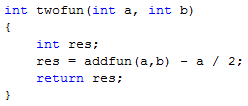 int twofun(int a, int b)
{
    int res;
    res = addfun(a,b) - a / 2;
    return res;
}